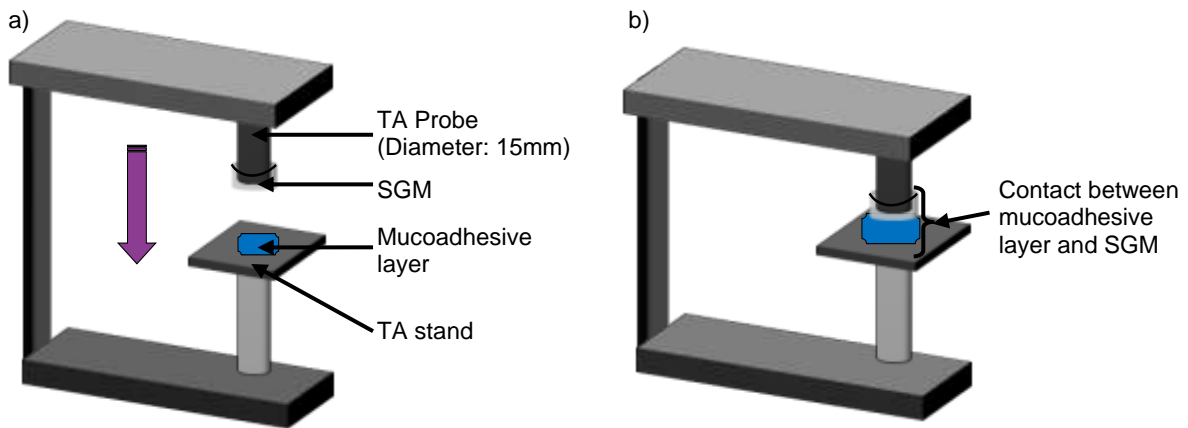 a)
TA Probe
(Diameter: 15mm)
SGM
Mucoadhesive
layer
TA stand
b)
Contact between
mucoadhesive
layer and SGM